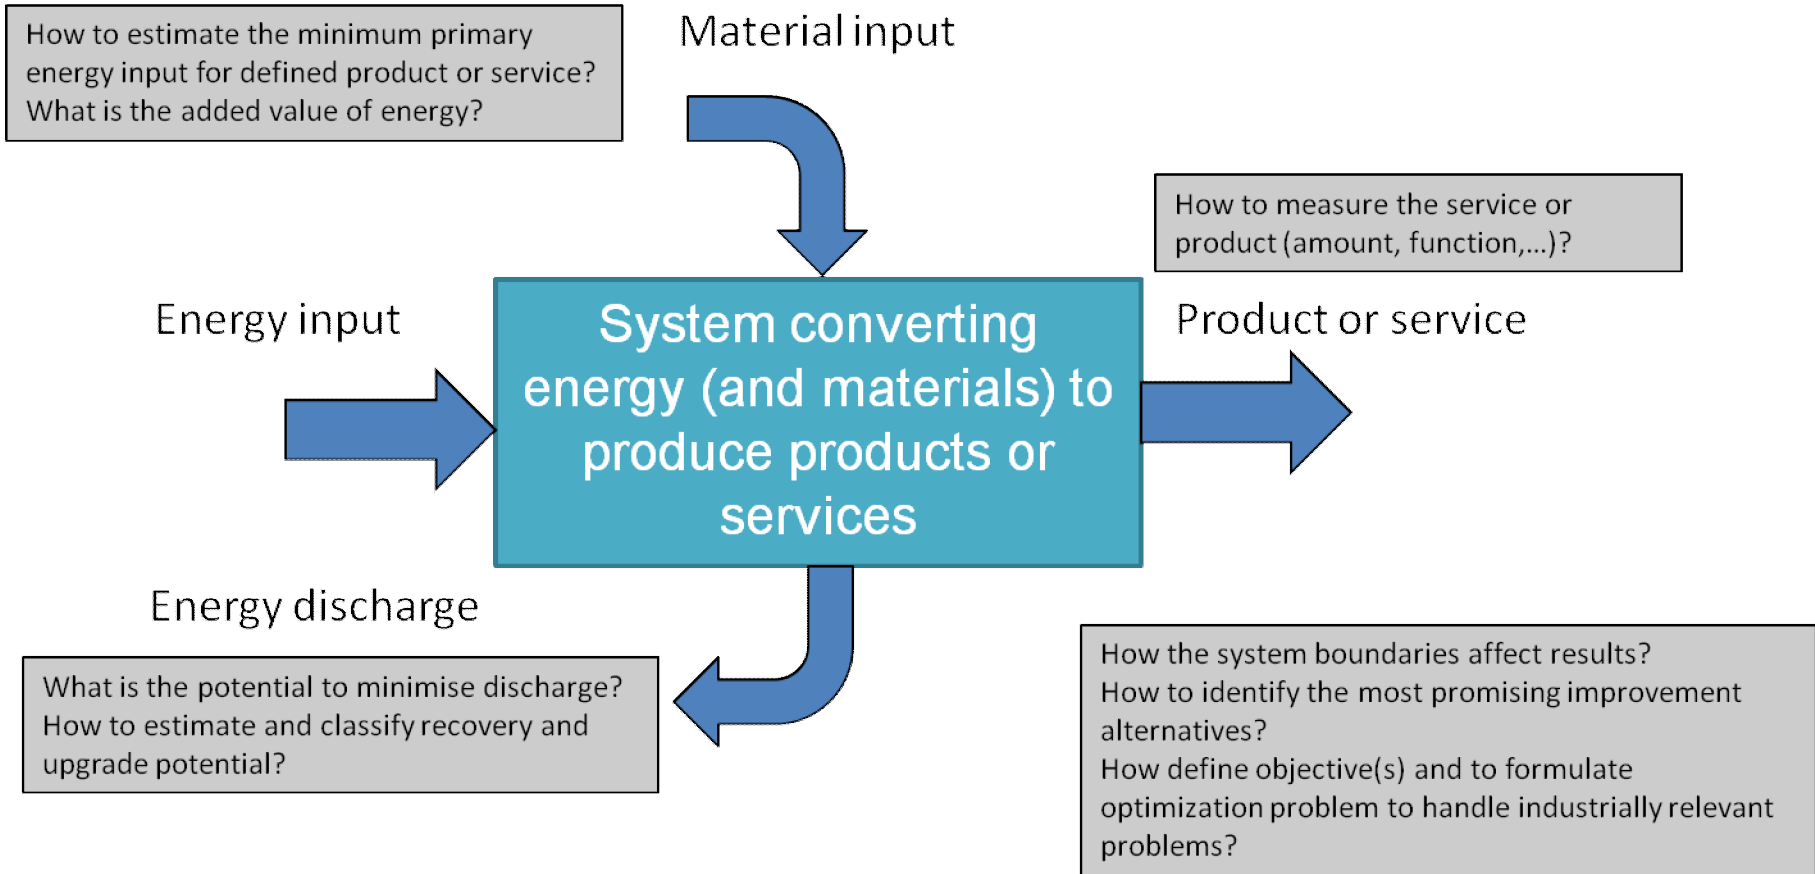 How to estimate the minimum primary
energy input for defined product or service?
What is the added value of energy?
Material input
How to measure the service or
product (amount, function,...)?
Energy input
System converting
energy (and materials) to
produce products or
services
Product or service
Energy discharge
What is the potential to minimise discharge?
How to estimate and classify recovery and
upgrade potential?
How the system boundaries affect results?
How to identify the most promising improvement
alternatives?
How define objective(s) and to formulate
optimization problem to handle industrially relevant
problems?